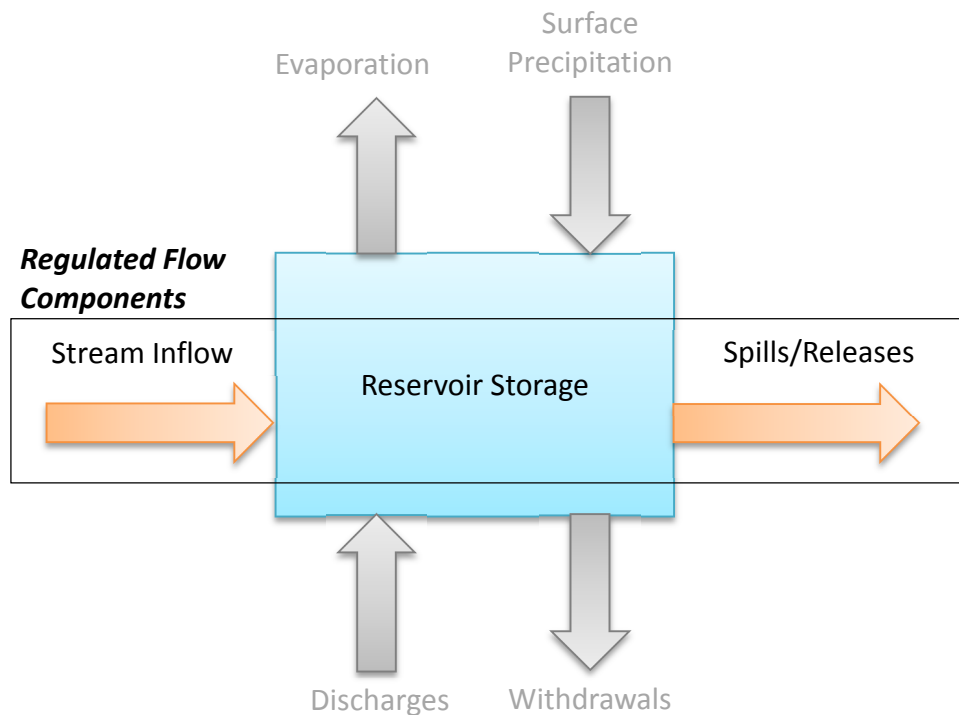 Surface
Evaporation Precipitation
Regulated Flow
Components
Stream Inflow
Reservoir Storage
Spills/Releases
Discharges Withdrawals